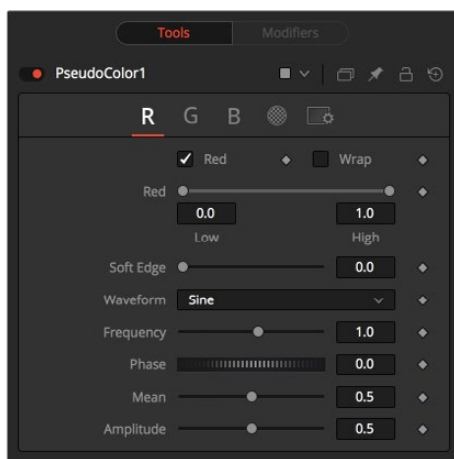 Tools Modifiers
PseudoColor1
R G B
Red Wrap
Red
0.0 1.0
Low High
Soft Edge 0.0
Waveform Sine
Frequency 1.0
Phase 0.0
Mean 0.5
Amplitude 0.5